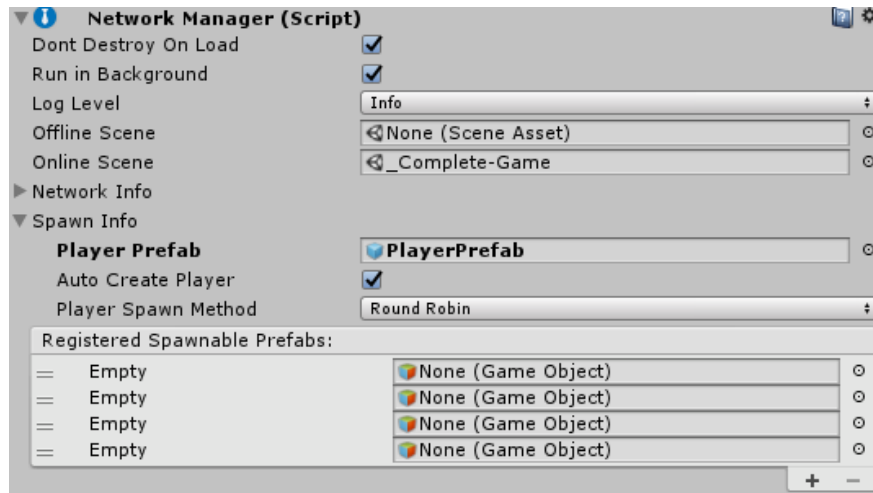 Network Manager (Script)
Dont Destroy On Load
Run in Background
Log Level Info
Offline Scene None (Scene Asset)
Online Scene _Complete-Game
Network Info
Spawn Info
Player Prefab PlayerPrefab
Auto Create Player
Player Spawn Method Round Robin
Registered Spawnable Prefabs:
Empty None (Game Object)
Empty None (Game Object)
Empty None (Game Object)
Empty None (Game Object)
+ −